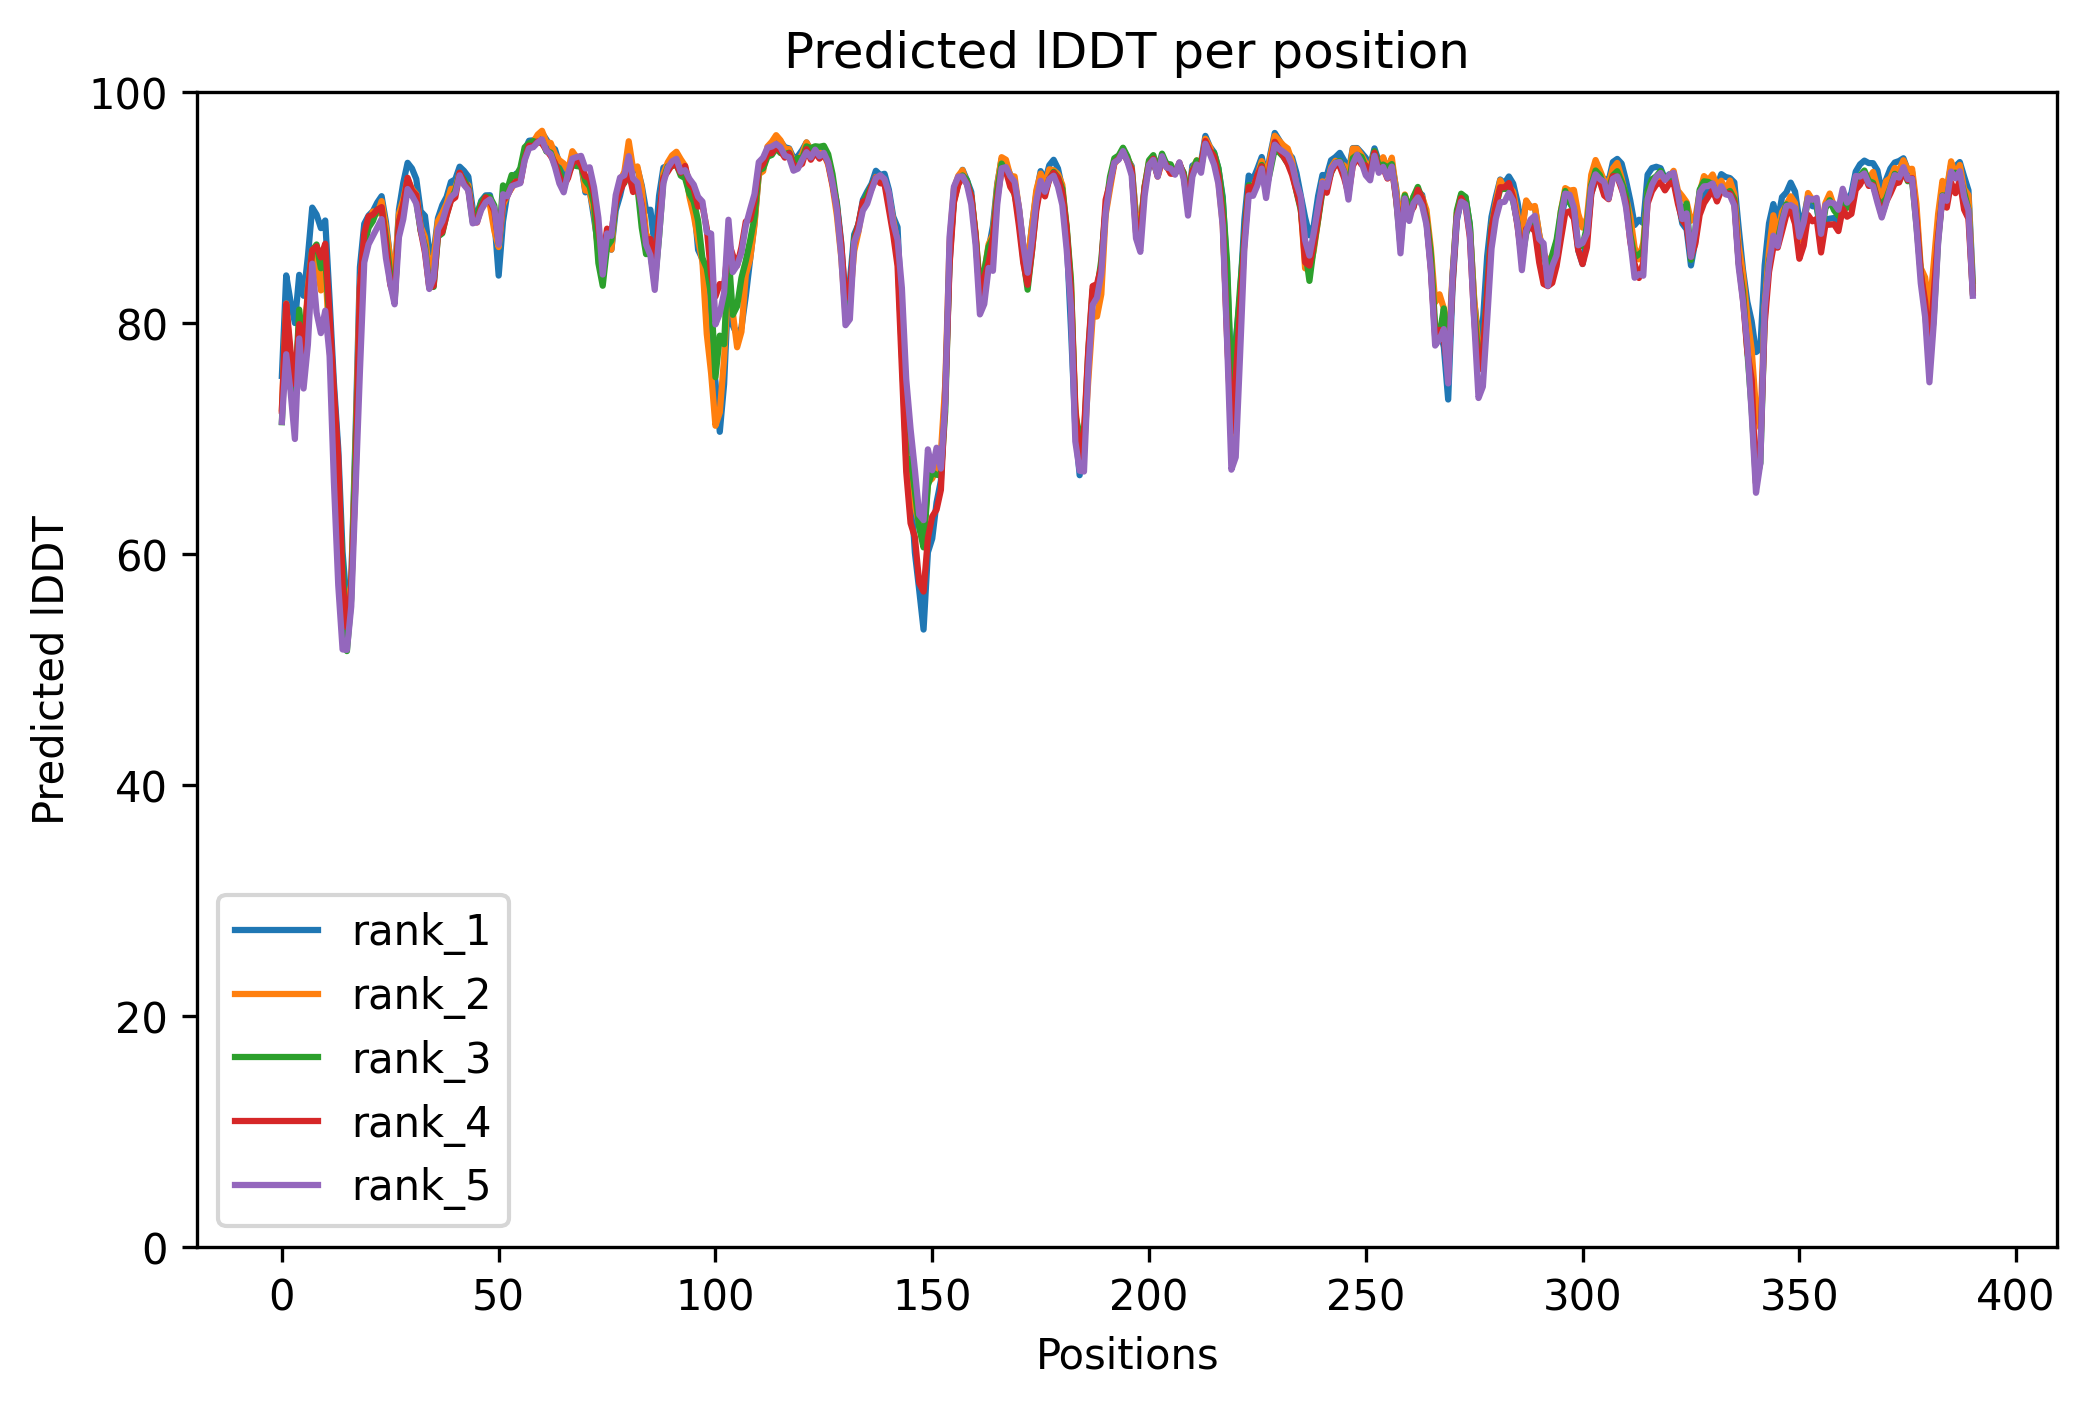 Predicted lDDT per position
Predicted lDDT
100
80
60
40
20
0
rank_1
rank_2
rank_3
rank_4
rank_5
0 50 100 150 200 250 300 350 400
Positions